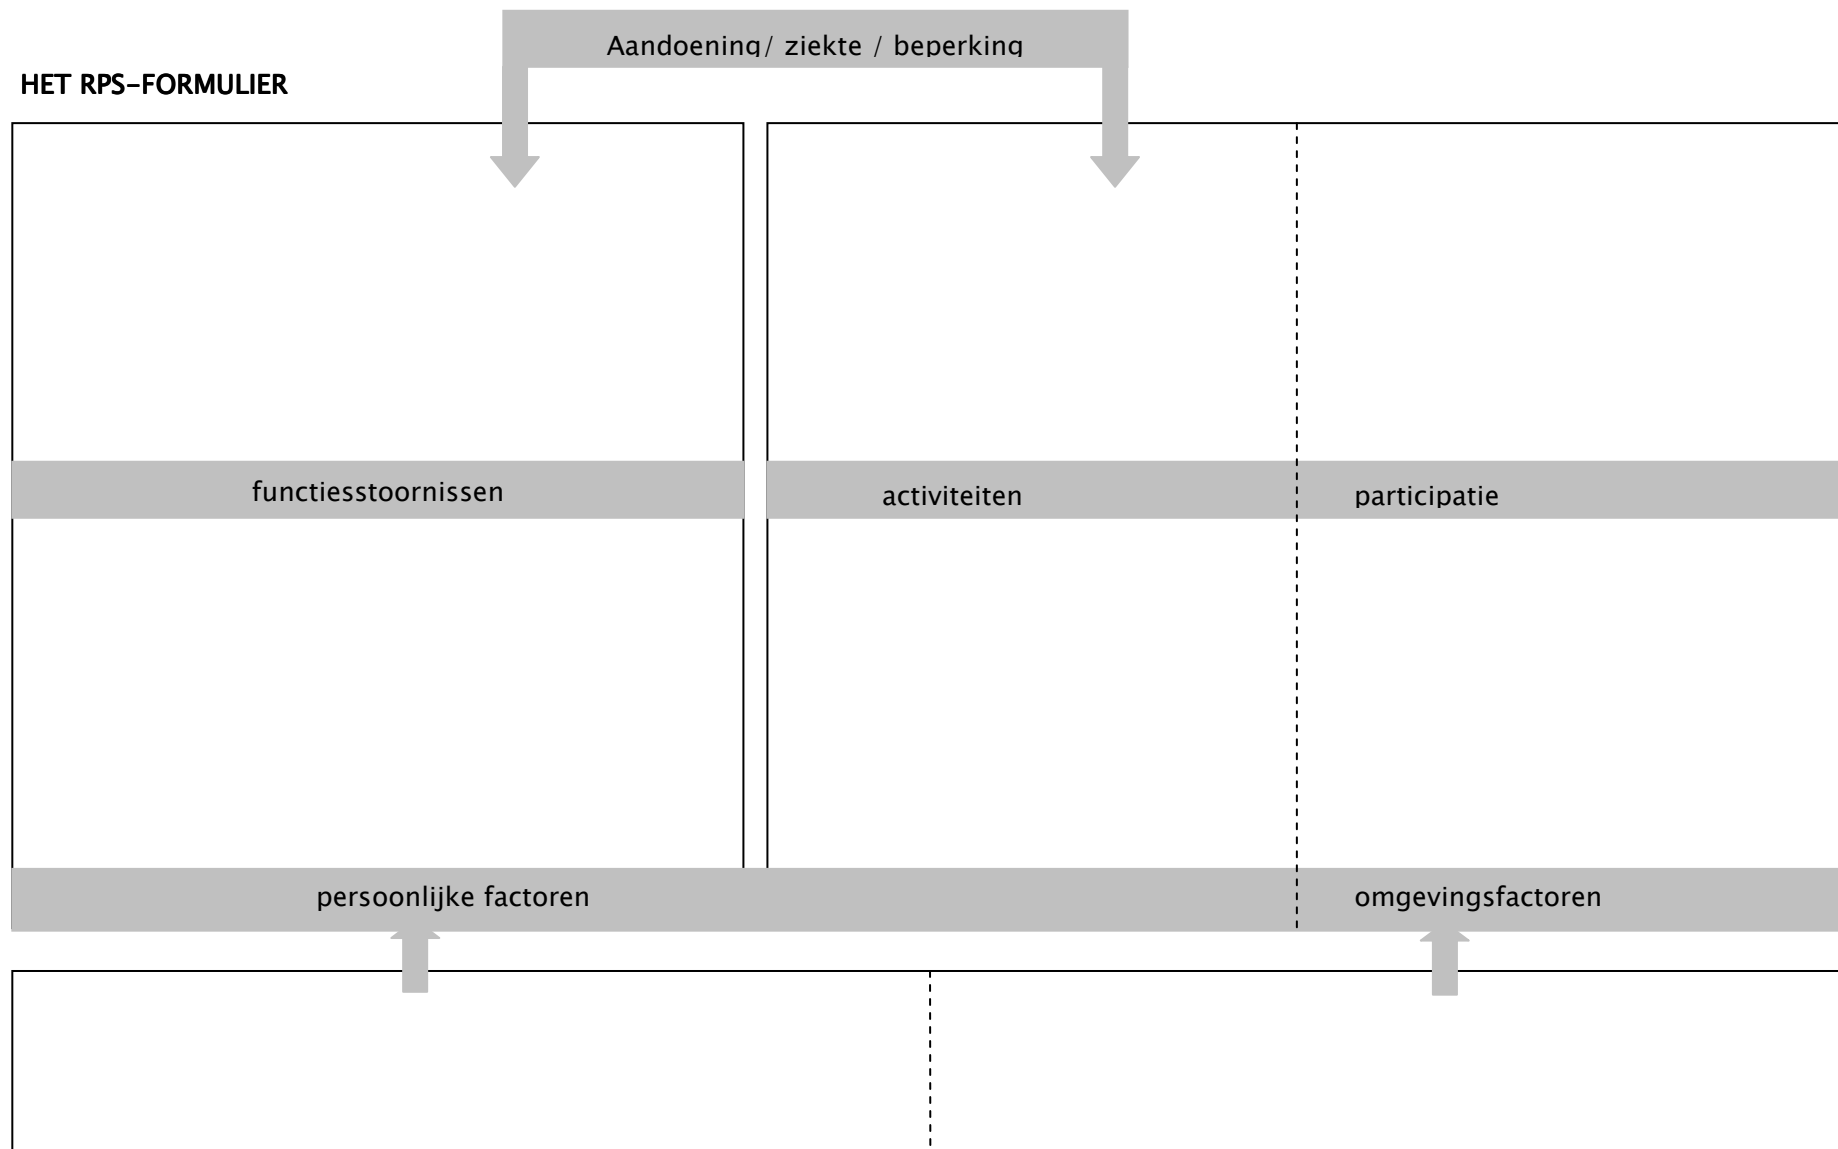 Aandoening/ ziekte / beperking
HET RPS-FORMULIER
functiesstoornissen
activiteiten
participatie
persoonlijke factoren
omgevingsfactoren